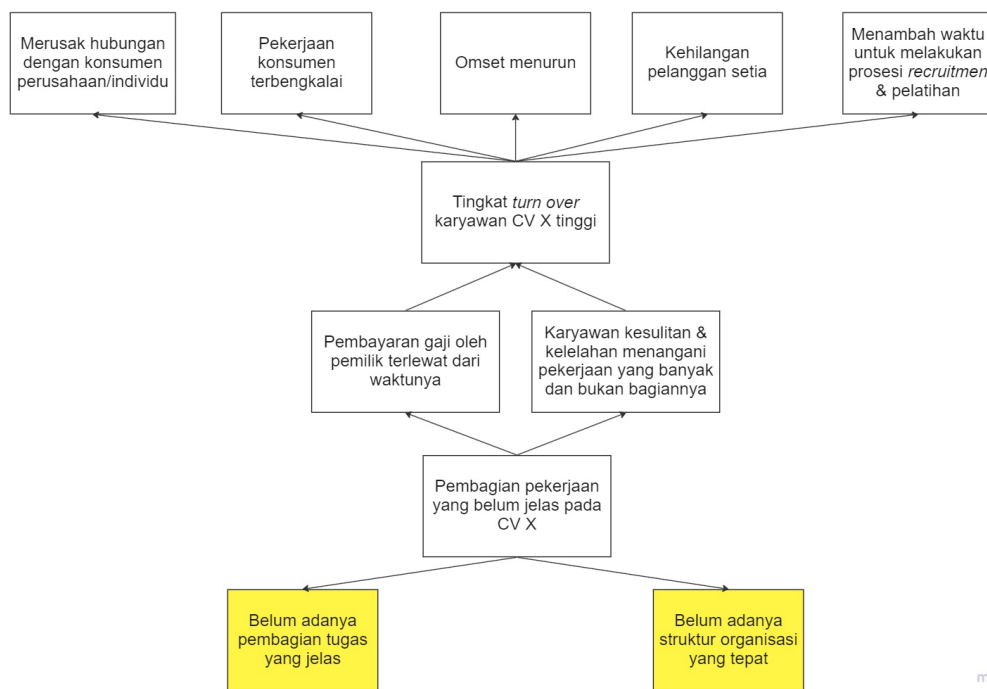 Merusak hubungan
dengan konsumen
perusahaan/individu
Pekerjaan
konsumen
terbengkalai
Omset menurun
Kehilangan
pelanggan setia
Menambah waktu
untuk melakukan
prosesi recruitment
& pelatihan
Tingkat turn over
karyawan CV X tinggi
Pembayaran gaji oleh
pemilik terlewat dari
waktunya
Karyawan kesulitan &
kelelahan menangani
pekerjaan yang banyak
dan bukan bagiannya
Pembagian pekerjaan
yang belum jelas pada
CV X
Belum adanya
pembagian tugas
yang jelas
Belum adanya
struktur organisasi
yang tepat